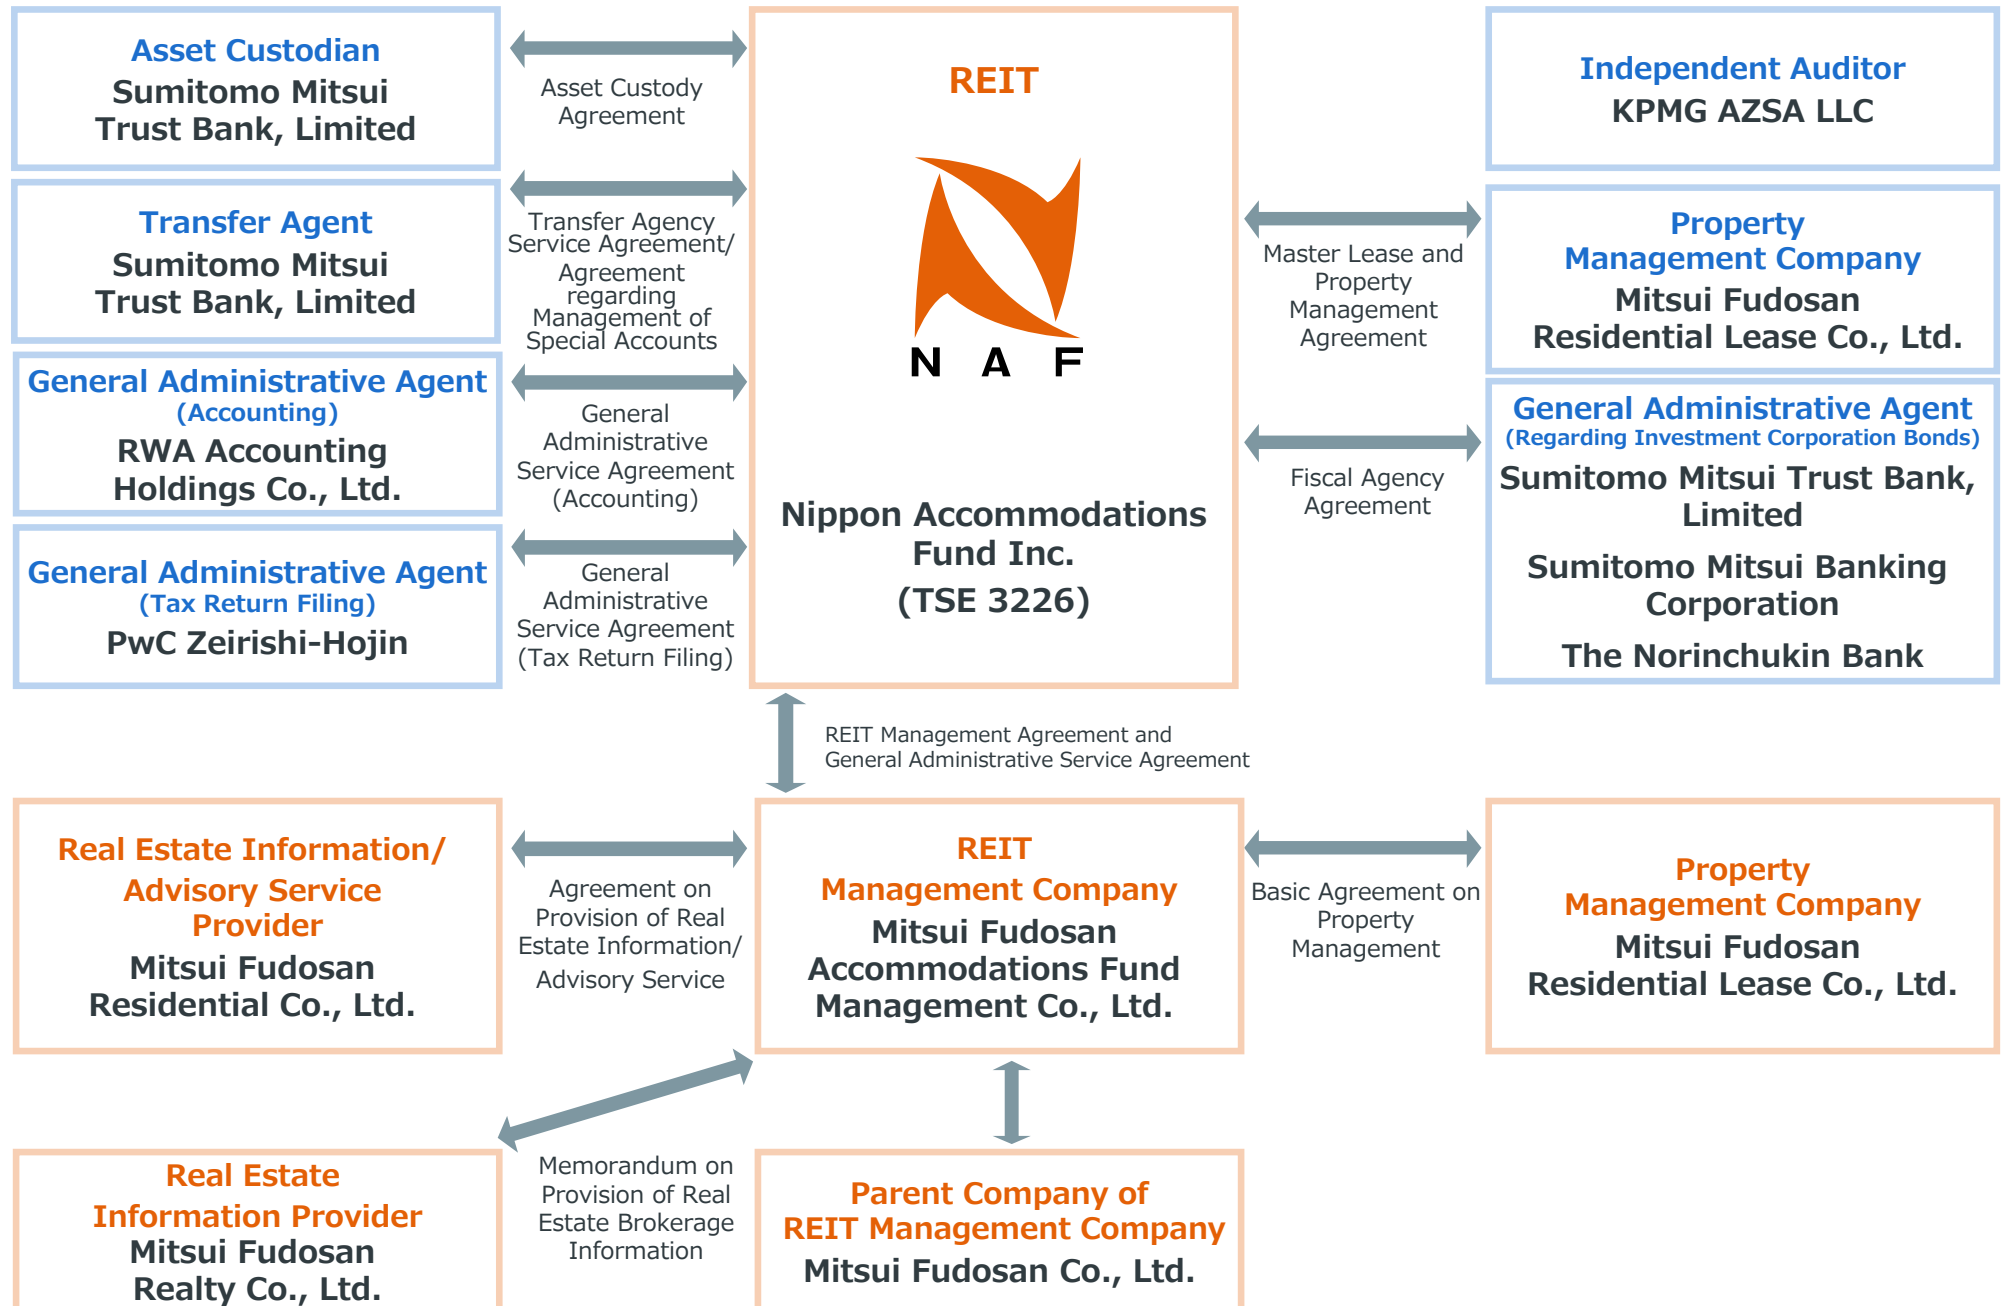 Asset Custodian
Sumitomo Mitsui
Trust Bank, Limited
Asset Custody
Agreement
Transfer Agent
Sumitomo Mitsui
Trust Bank, Limited
Transfer Agency
Service Agreement/
Agreement
regarding
Management of
Special Accounts
General Administrative Agent
(Accounting)
RWA Accounting
Holdings Co., Ltd.
General
Administrative
Service Agreement
(Accounting)
General Administrative Agent
(Tax Return Filing)
PwC Zeirishi-Hojin
General
Administrative
Service Agreement
(Tax Return Filing)
REIT
N A F
Nippon Accommodations
Fund Inc.
(TSE 3226)
Independent Auditor
KPMG AZSA LLC
Master Lease and
Property
Management
Agreement
Property
Management Company
Mitsui Fudosan
Residential Lease Co., Ltd.
Fiscal Agency
Agreement
General Administrative Agent
(Regarding Investment Corporation Bonds)
Sumitomo Mitsui Trust Bank,
Limited
Sumitomo Mitsui Banking
Corporation
The Norinchukin Bank
REIT Management Agreement and
General Administrative Service Agreement
Real Estate Information/
Advisory Service
Provider
Mitsui Fudosan
Residential Co., Ltd.
Agreement on
Provision of Real
Estate Information/
Advisory Service
REIT
Management Company
Mitsui Fudosan
Accommodations Fund
Management Co., Ltd.
Basic Agreement on
Property
Management
Property
Management Company
Mitsui Fudosan
Residential Lease Co., Ltd.
Real Estate
Information Provider
Mitsui Fudosan
Realty Co., Ltd.
Memorandum on
Provision of Real
Estate Brokerage
Information
Parent Company of
REIT Management Company
Mitsui Fudosan Co., Ltd.